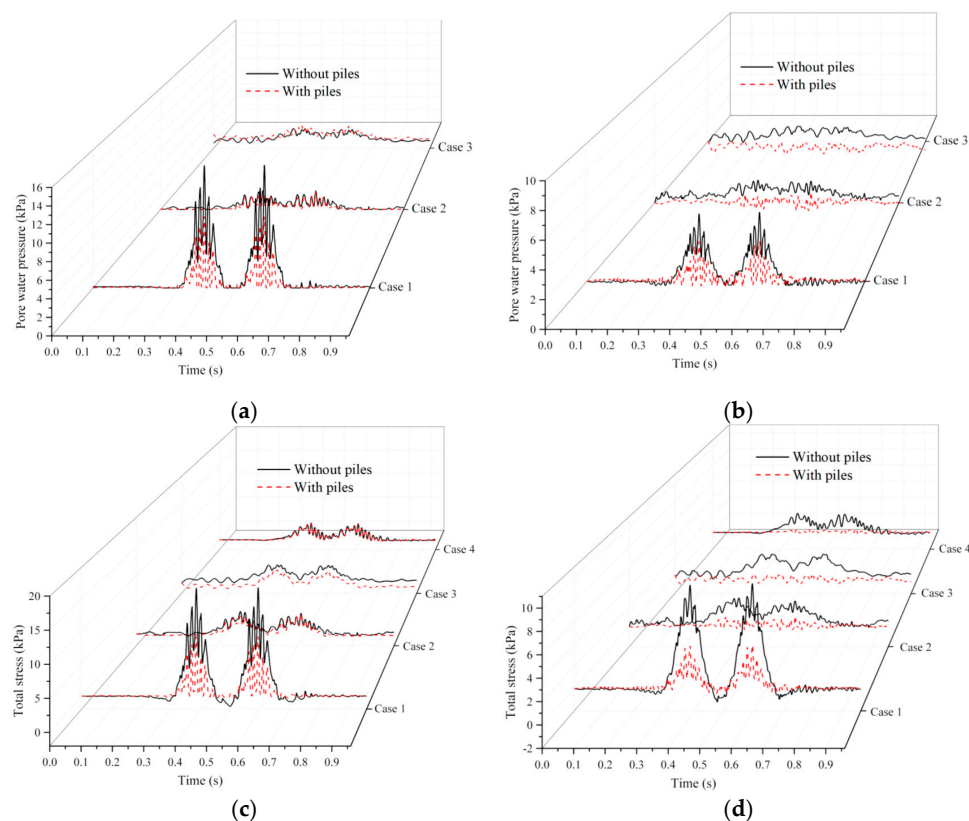 Without piles
With piles
Case 3
Case 2
Case 1
16
14
12
10
8
6
4
2
0
Pore water pressure (kPa)
0.0 0.1 0.2 0.3 0.4 0.5 0.6 0.7 0.8 0.9
Time (s)
(a)
Without piles
With piles
Case 3
Case 2
Case 1
10
8
6
4
2
0
Pore water pressure (kPa)
0.0 0.1 0.2 0.3 0.4 0.5 0.6 0.7 0.8 0.9
Time (s)
(b)
Without piles
With piles
Case 4
Case 3
Case 2
Case 1
20
15
10
5
0
Total stress (kPa)
0.0 0.1 0.2 0.3 0.4 0.5 0.6 0.7 0.8 0.9
Time (s)
(c)
Without piles
With piles
Case 4
Case 3
Case 2
Case 1
10
8
6
4
2
0
-2
Total stress (kPa)
0.0 0.1 0.2 0.3 0.4 0.5 0.6 0.7 0.8 0.9
Time (s)
(d)